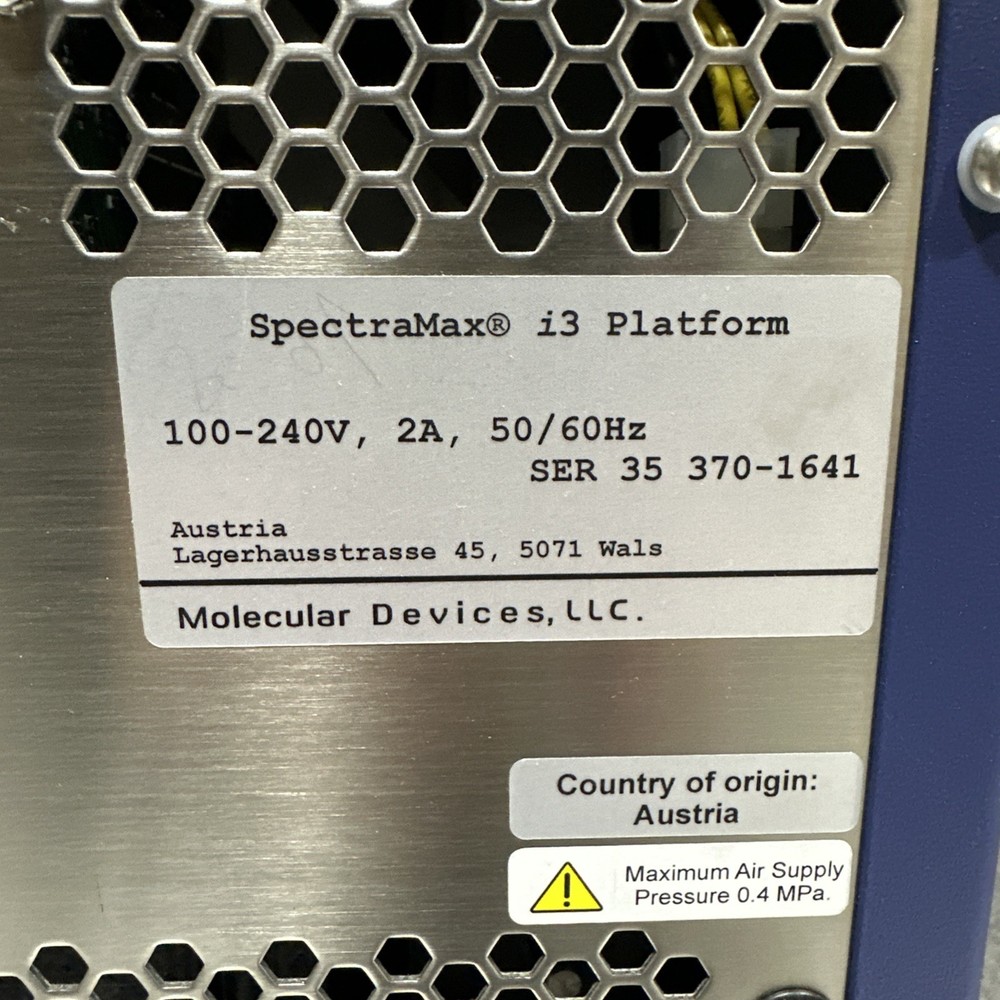 SpectraMax® i3 Platform
100-240V, 2A, 50/60Hz
SER 35 370-1641
Austria
Lagerhausstrasse 45, 5071 Wals
Molecular Devices, LLC.
Country of origin:
Austria
Maximum Air Supply
Pressure 0.4 MPa.